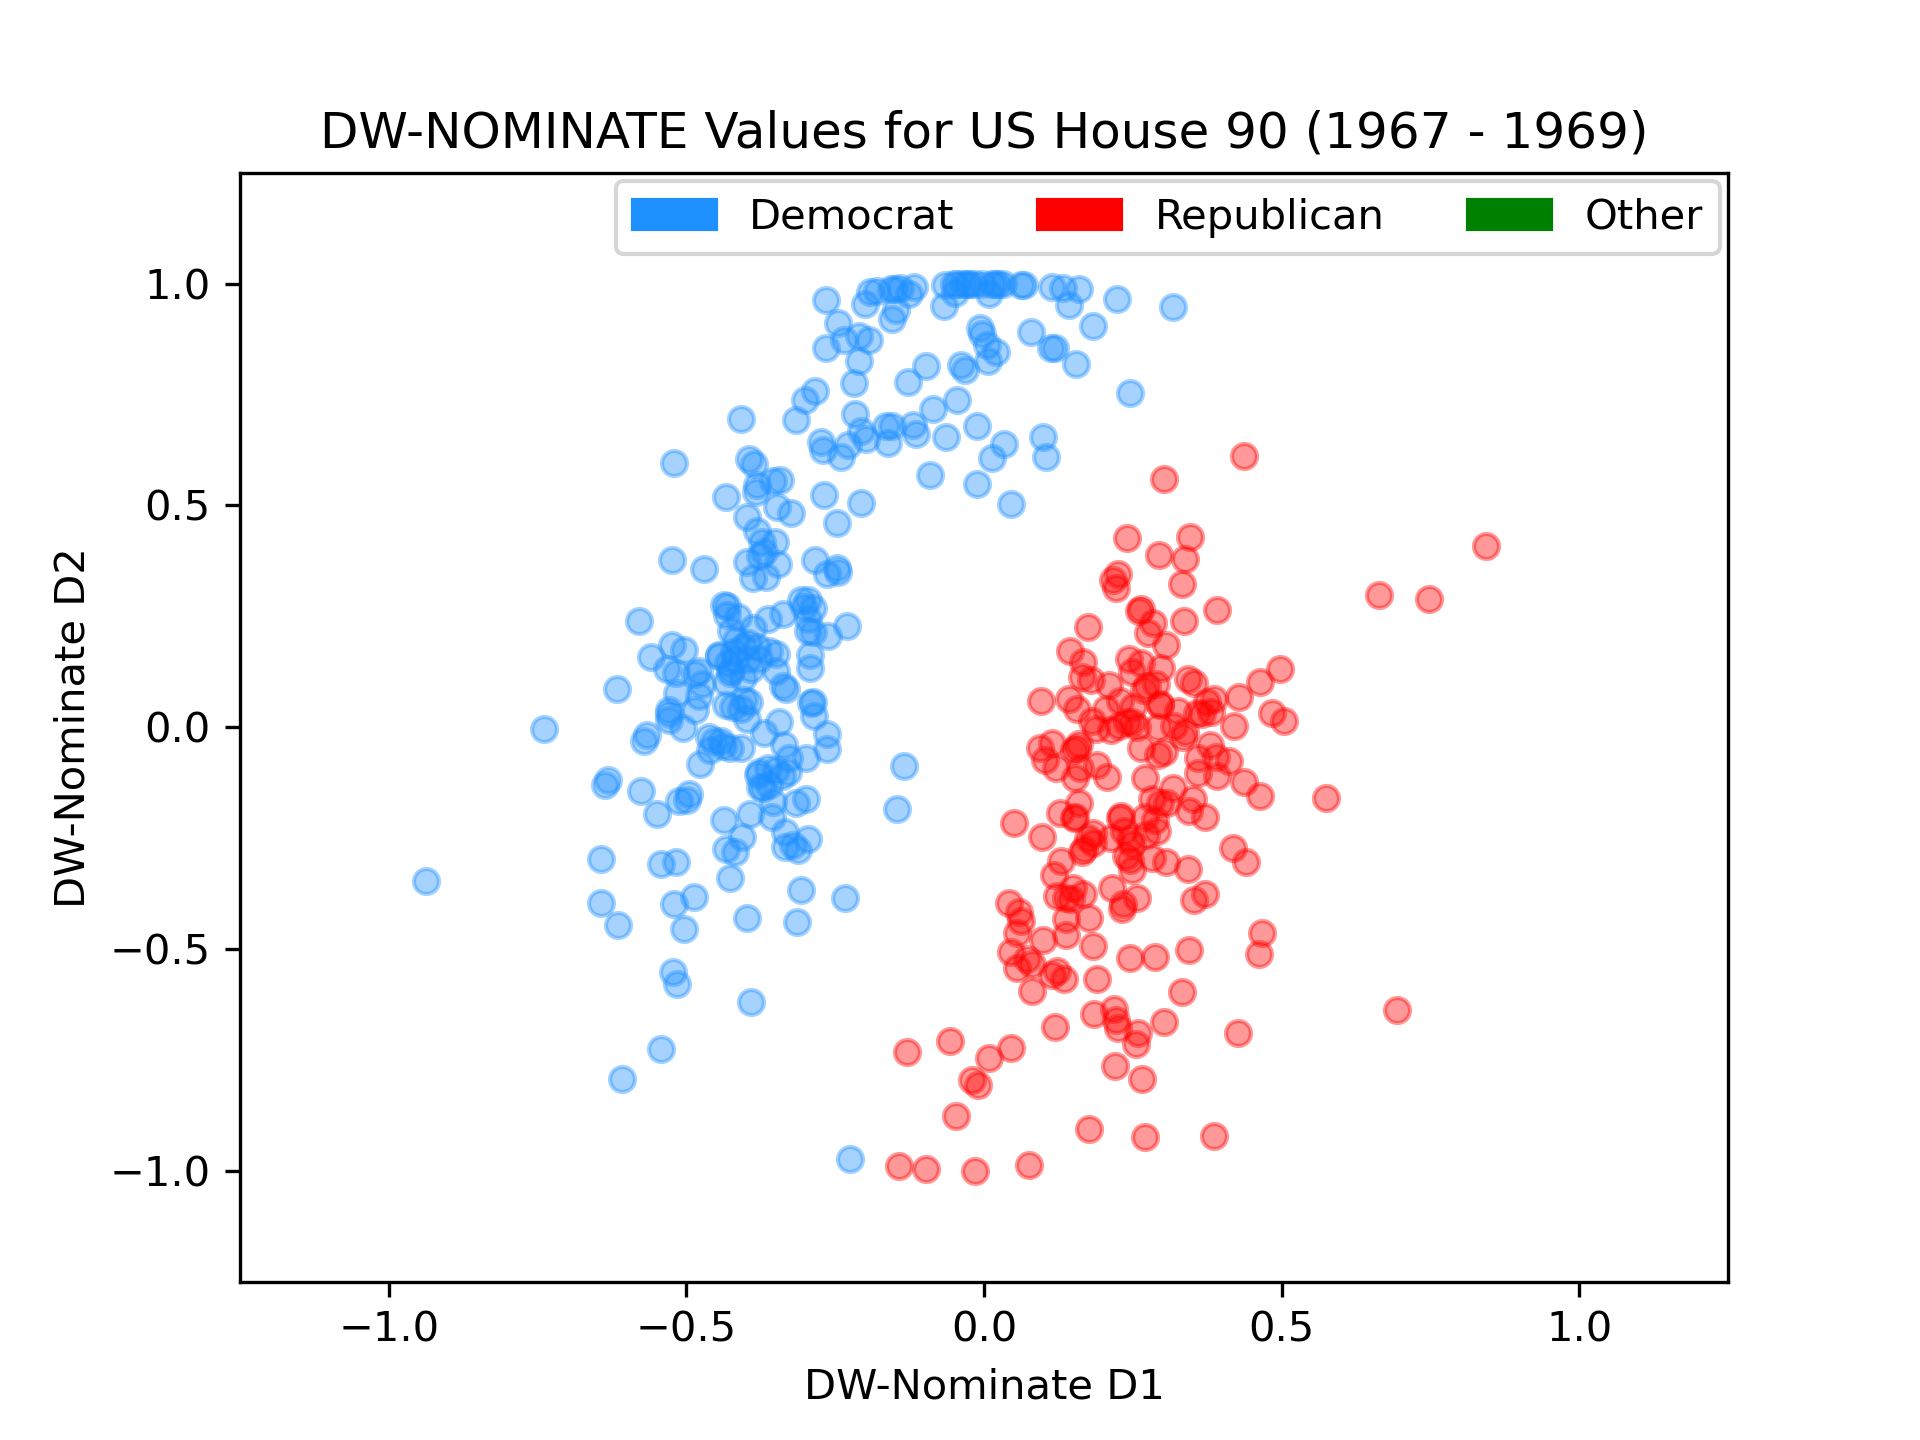 DW-NOMINATE Values for US House 90 (1967 - 1969)
Democrat Republican Other
1.0
0.5
0.0
−0.5
−1.0
DW-Nominate D2
−1.0 −0.5 0.0 0.5 1.0
DW-Nominate D1